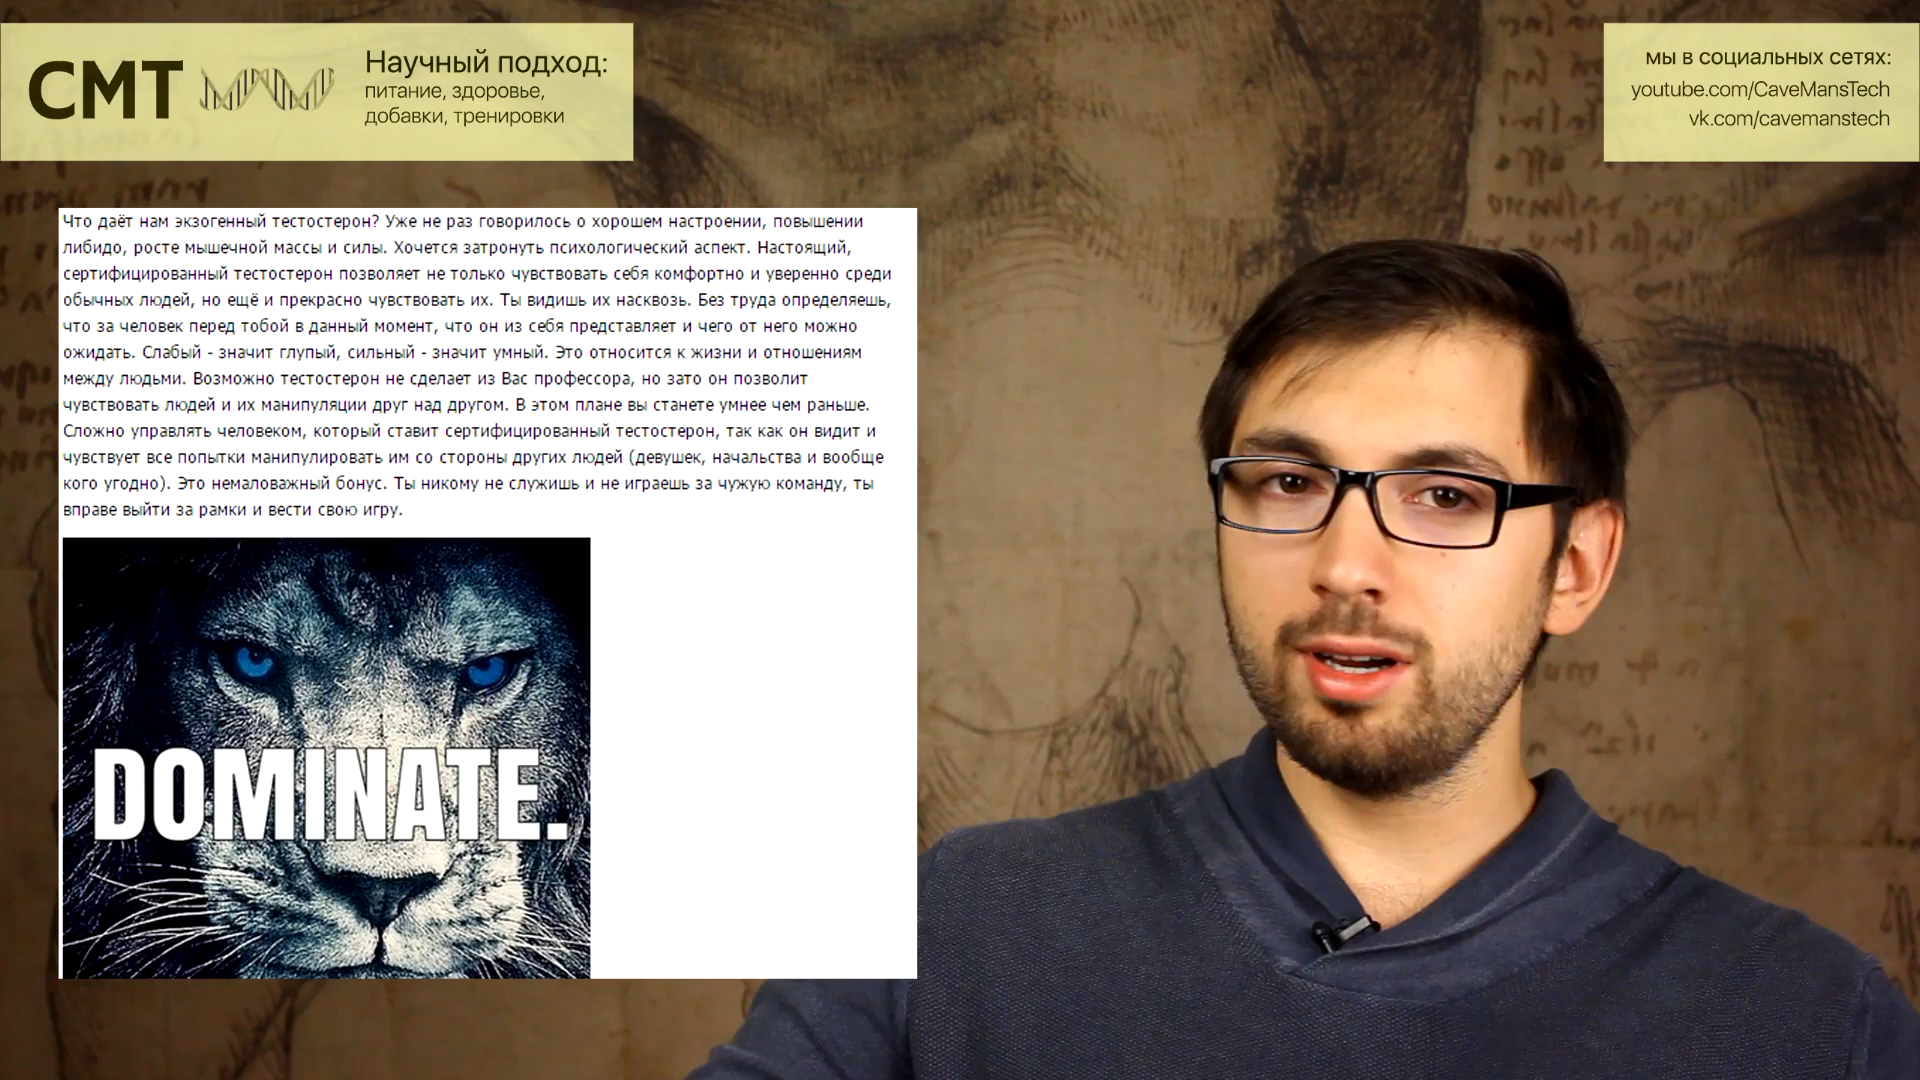 CMT
Научный подход:
питание, здоровье,
добавки, тренировки
мы в социальных сетях:
youtube.com/CaveMansTech
vk.com/cavemanstech
Что даёт нам экзогенный тестостерон? Уже не раз говорилось о хорошем настроении, повышении
либидо, росте мышечной массы и силы. Хочется затронуть психологический аспект. Настоящий,
сертифицированный тестостерон позволяет не только чувствовать себя комфортно и уверенно среди
обычных людей, но ещё и прекрасно чувствовать их. Ты видишь их насквозь. Без труда определяешь,
что за человек перед тобой в данный момент, что он из себя представляет и чего от него можно
ожидать. Слабый - значит глупый, сильный - значит умный. Это относится к жизни и отношениям
между людьми. Возможно тестостерон не сделает из Вас профессора, но зато он позволит
чувствовать людей и их манипуляции друг над другом. В этом плане вы станете умнее чем раньше.
Сложно управлять человеком, который ставит сертифицированный тестостерон, так как он видит и
чувствует все попытки манипулировать им со стороны других людей (девушек, начальства и вообще
кого угодно). Это немаловажный бонус. Ты никому не служишь и не играешь за чужую команду, ты
вправе выйти за рамки и вести свою игру.
DOMINATE.